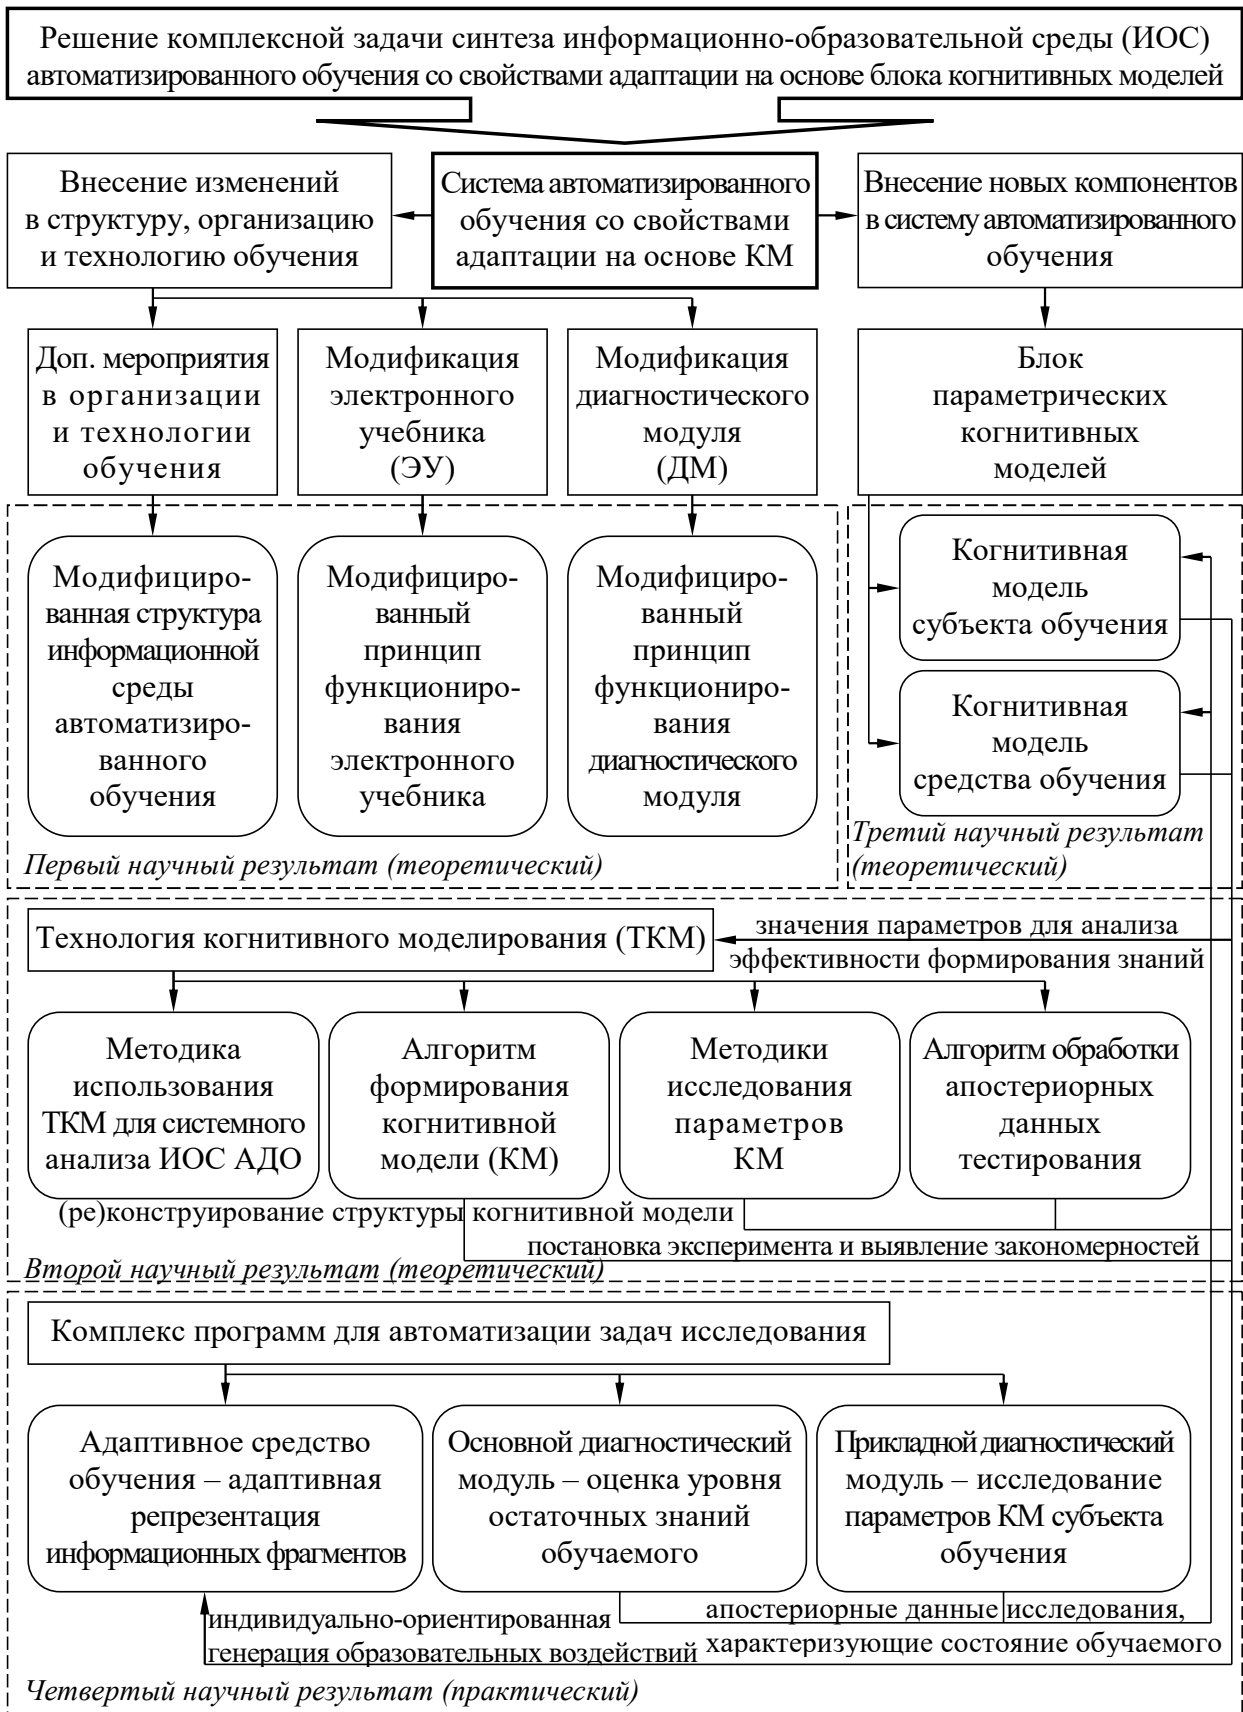 Решение комплексной задачи синтеза информационно-образовательной среды (ИОС)
автоматизированного обучения со свойствами адаптации на основе блока когнитивных моделей
Внесение изменений
в структуру, организацию
и технологию обучения
Система автоматизированного
обучения со свойствами
адаптации на основе КМ
Внесение новых компонентов
в систему автоматизированного
обучения
Доп. мероприятия
в организации
и технологии
обучения
Модификация
электронного
учебника
(ЭУ)
Модификация
диагностического
модуля
(ДМ)
Блок
параметрических
когнитивных
моделей
Модифициро-
ванная структура
информационной
среды
автоматизиро-
ванного
обучения
Модифициро-
ванный
принцип
функциониро-
вания
электронного
учебника
Модифициро-
ванный
принцип
функциониро-
вания
диагностического
модуля
Когнитивная
модель
субъекта обучения
Когнитивная
модель
средства обучения
Первый научный результат (теоретический)
Третий научный результат
(теоретический)
Технология когнитивного моделирования (ТКМ)
значения параметров для анализа
эффективности формирования знаний
Методика
использования
ТКМ для системного
анализа ИОС АДО
Алгоритм
формирования
когнитивной
модели (КМ)
Методики
исследования
параметров
КМ
Алгоритм обработки
апостериорных
данных
тестирования
(ре)конструирование структуры когнитивной модели
постановка эксперимента и выявление закономерностей
Второй научный результат (теоретический)
Комплекс программ для автоматизации задач исследования
Адаптивное средство
обучения – адаптивная
репрезентация
информационных фрагментов
Основной диагностический
модуль – оценка уровня
остаточных знаний
обучаемого
Прикладной диагностический
модуль – исследование
параметров КМ субъекта
обучения
индивидуально-ориентированная
генерация образовательных воздействий
апостериорные данные исследования,
характеризующие состояние обучаемого
Четвертый научный результат (практический)